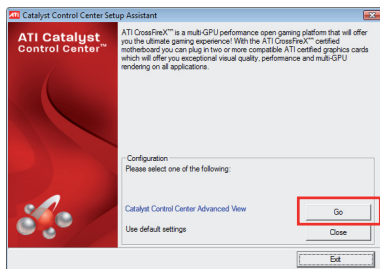 Catalyst Control Center Setup Assistant
ATI Catalyst
Control Center™
ATI CrossFireX™ is a multi-GPU performance open gaming platform that will offer
you the ultimate gaming experience! With the ATI CrossFireX™ certified
motherboard you can plug in two or more compatible ATI certified graphics cards
which will offer you exceptional visual quality, performance and multi-GPU
rendering on all applications.
Configuration
Please select one of the following:
Catalyst Control Center Advanced View
Go
Use default settings
Close
Exit